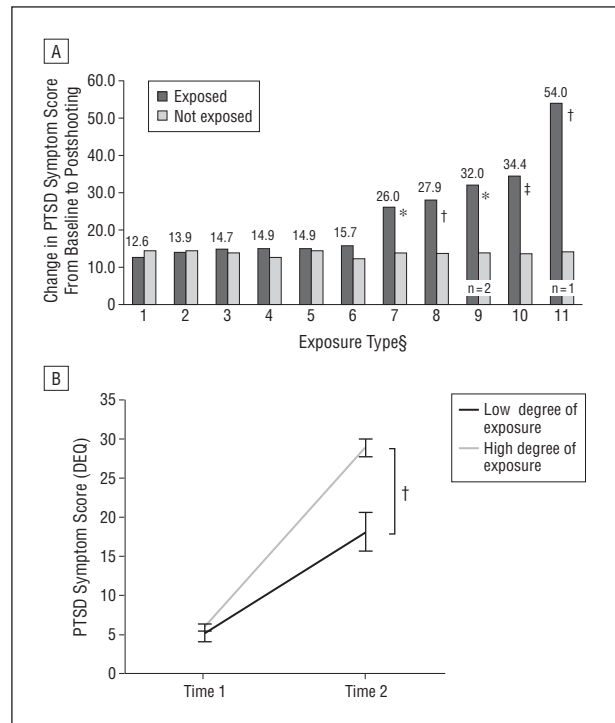 A
Change in PTSD Symptom Score
From Baseline to Postshooting
60.0
50.0
40.0
30.0
20.0
10.0
0
Exposed
Not exposed
12.6
13.9
14.7
14.9
14.9
15.7
26.0
*
27.9
†
32.0
*
34.4
‡
54.0
†
n=2
n=1
1 2 3 4 5 6 7 8 9 10 11
Exposure Type§
B
PTSD Symptom Score (DEQ)
35
30
25
20
15
10
5
0
Low degree of
exposure
High degree of
exposure
†
Time 1 Time 2